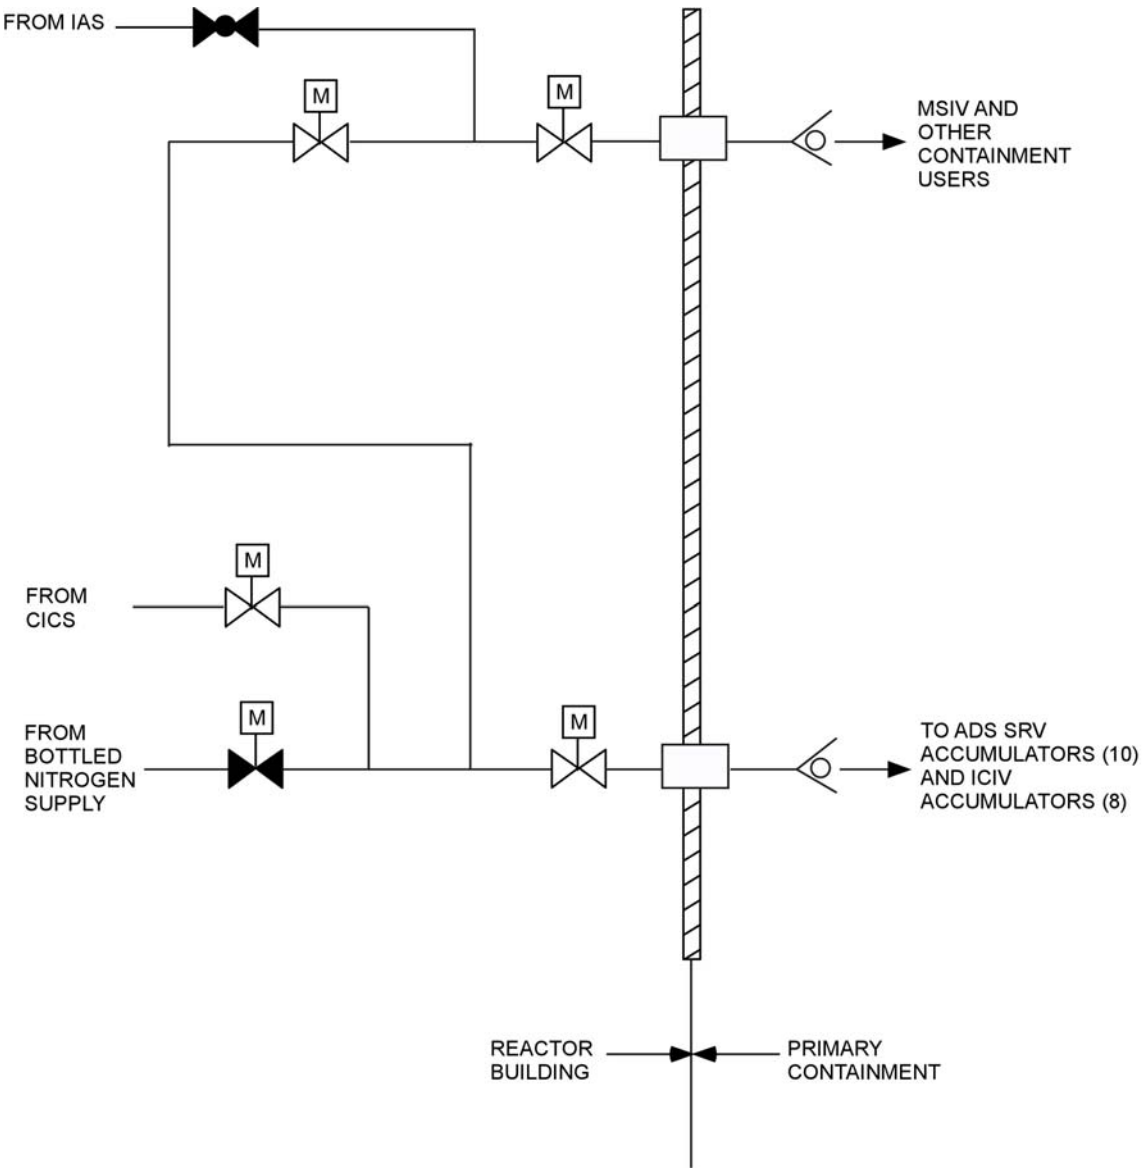 FROM IAS
M
M
MSIV AND
OTHER
CONTAINMENT
USERS
M
FROM
CICS
M
M
FROM
BOTTLED
NITROGEN
SUPPLY
TO ADS SRV
ACCUMULATORS (10)
AND ICIV
ACCUMULATORS (8)
REACTOR
BUILDING
PRIMARY
CONTAINMENT